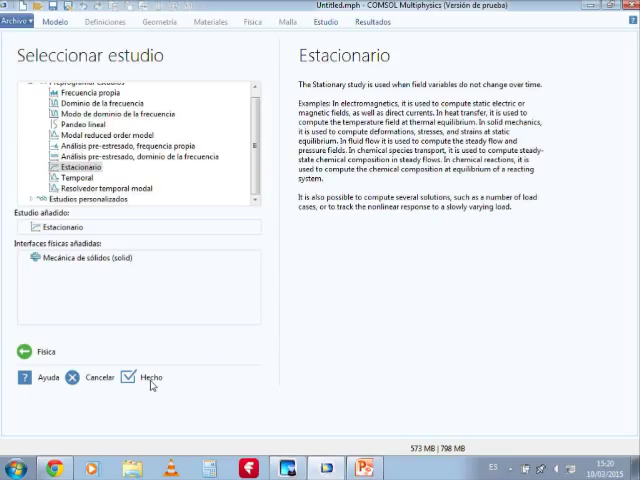 Untitled.mph - COMSOL Multiphysics (Versión de prueba)
Archivo Modelo Definiciones Geometría Materiales Física Malla Estudio Resultados
Seleccionar estudio
Frecuencia propia
Dominio de la frecuencia
Modo de dominio de frecuencia
Pandeo lineal
Modal reduced order model
Análisis pre-estresado, frecuencia propia
Análisis pre-estresado, dominio de la frecuencia
Estacionario
Temporal
Resolvedor temporal modal
Estudios personalizados
Estudio añadido:
Estacionario
Interfaces físicas añadidas:
Mecánica de sólidos (solid)
Física
Ayuda Cancelar Hecho
Estacionario
The Stationary study is used when field variables do not change over time.
Examples: In electromagnetics, it is used to compute static electric or
magnetic fields, as well as direct currents. In heat transfer, it is used to
compute the temperature field at thermal equilibrium. In solid mechanics,
it is used to compute deformations, stresses, and strains at static
equilibrium. In fluid flow it is used to compute the steady flow and
pressure fields. In chemical species transport, it is used to compute steady-
state chemical composition in steady flows. In chemical reactions, it is
used to compute the chemical composition at equilibrium of a reacting
system.
It is also possible to compute several solutions, such as a number of load
cases, or to track the nonlinear response to a slowly varying load.
573 MB | 798 MB
ES
15:20
10/03/2015